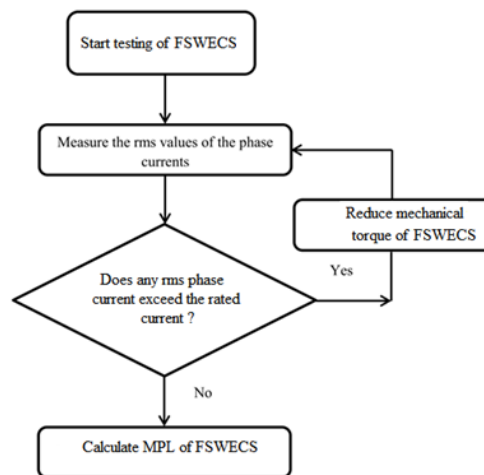 Start testing of FSWECS
Measure the rms values of the phase
currents
Reduce mechanical
torque of FSWECS
Does any rms phase
current exceed the rated
current ?
Yes
No
Calculate MPL of FSWECS